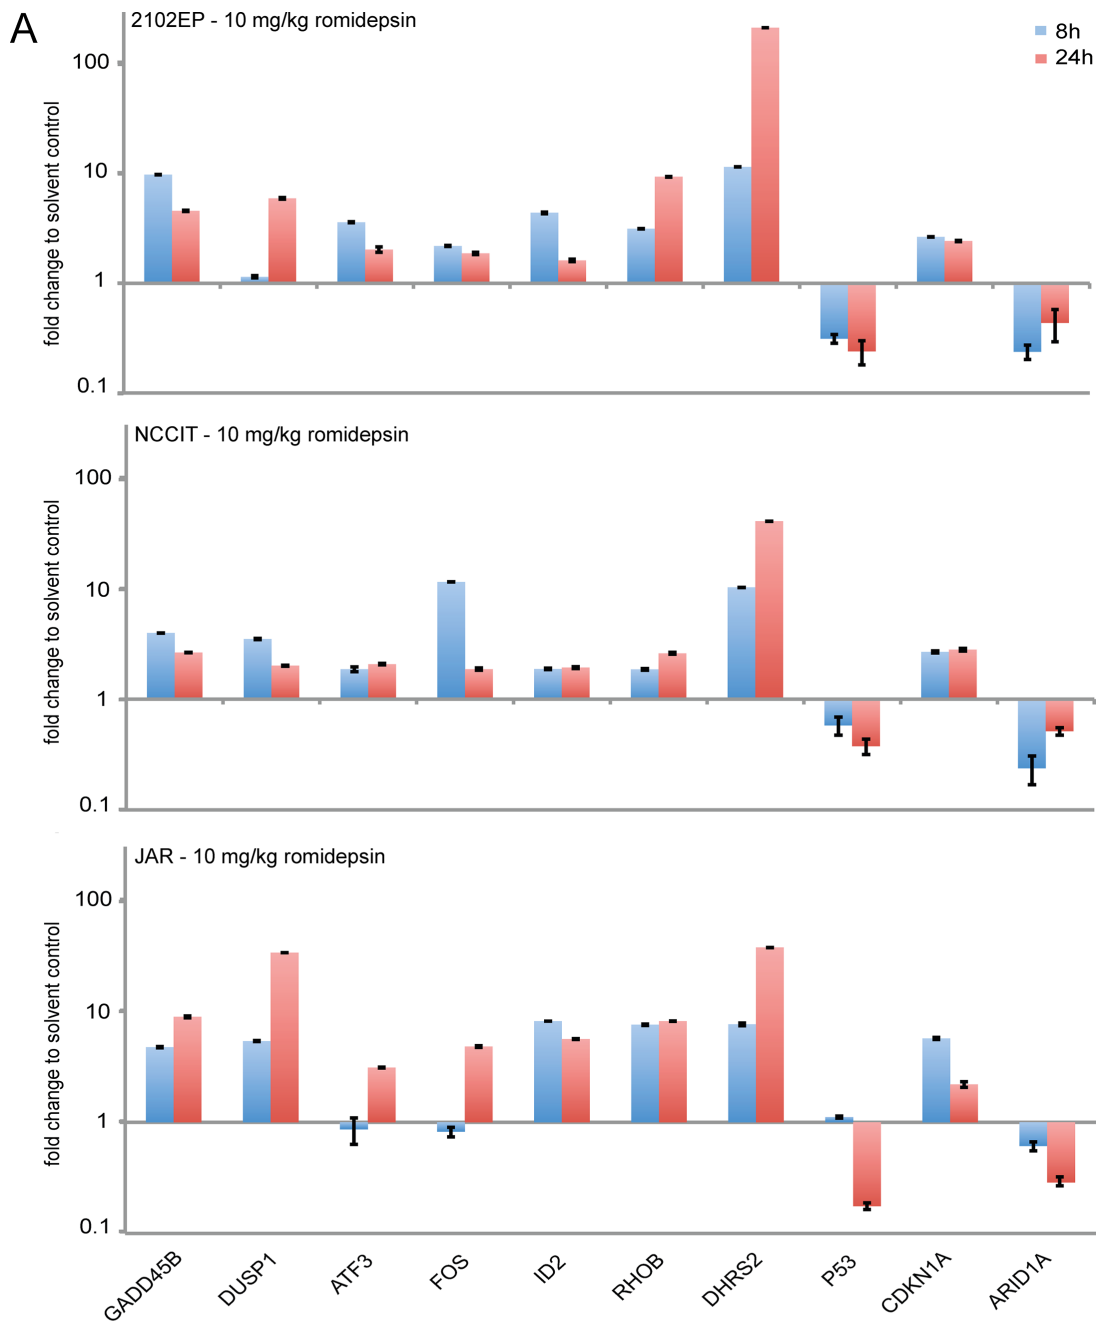 A
2102EP - 10 mg/kg romidepsin
8h
24h
fold change to solvent control
100
10
1
0.1
NCCIT - 10 mg/kg romidepsin
fold change to solvent control
100
10
1
0.1
JAR - 10 mg/kg romidepsin
fold change to solvent control
100
10
1
0.1
GADD45B
DUSP1
ATF3
FOS
ID2
RHOB
DHRS2
P53
CDKN1A
ARID1A